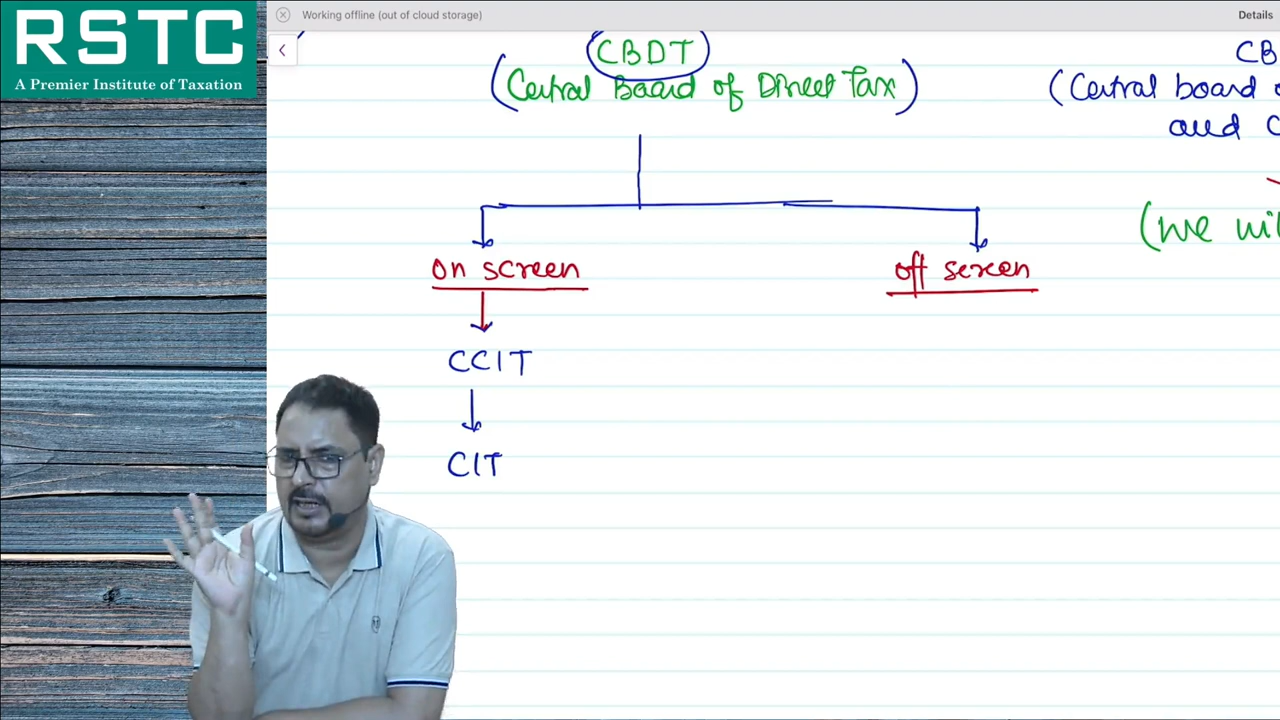 RSTC
A Premier Institute of Taxation
Working offline (out of cloud storage)
Details
CBDT
(Central Board of Direct Tax)
CB
(Central board o
and C
(we wil
on screen
off screen
CCIT
CIT